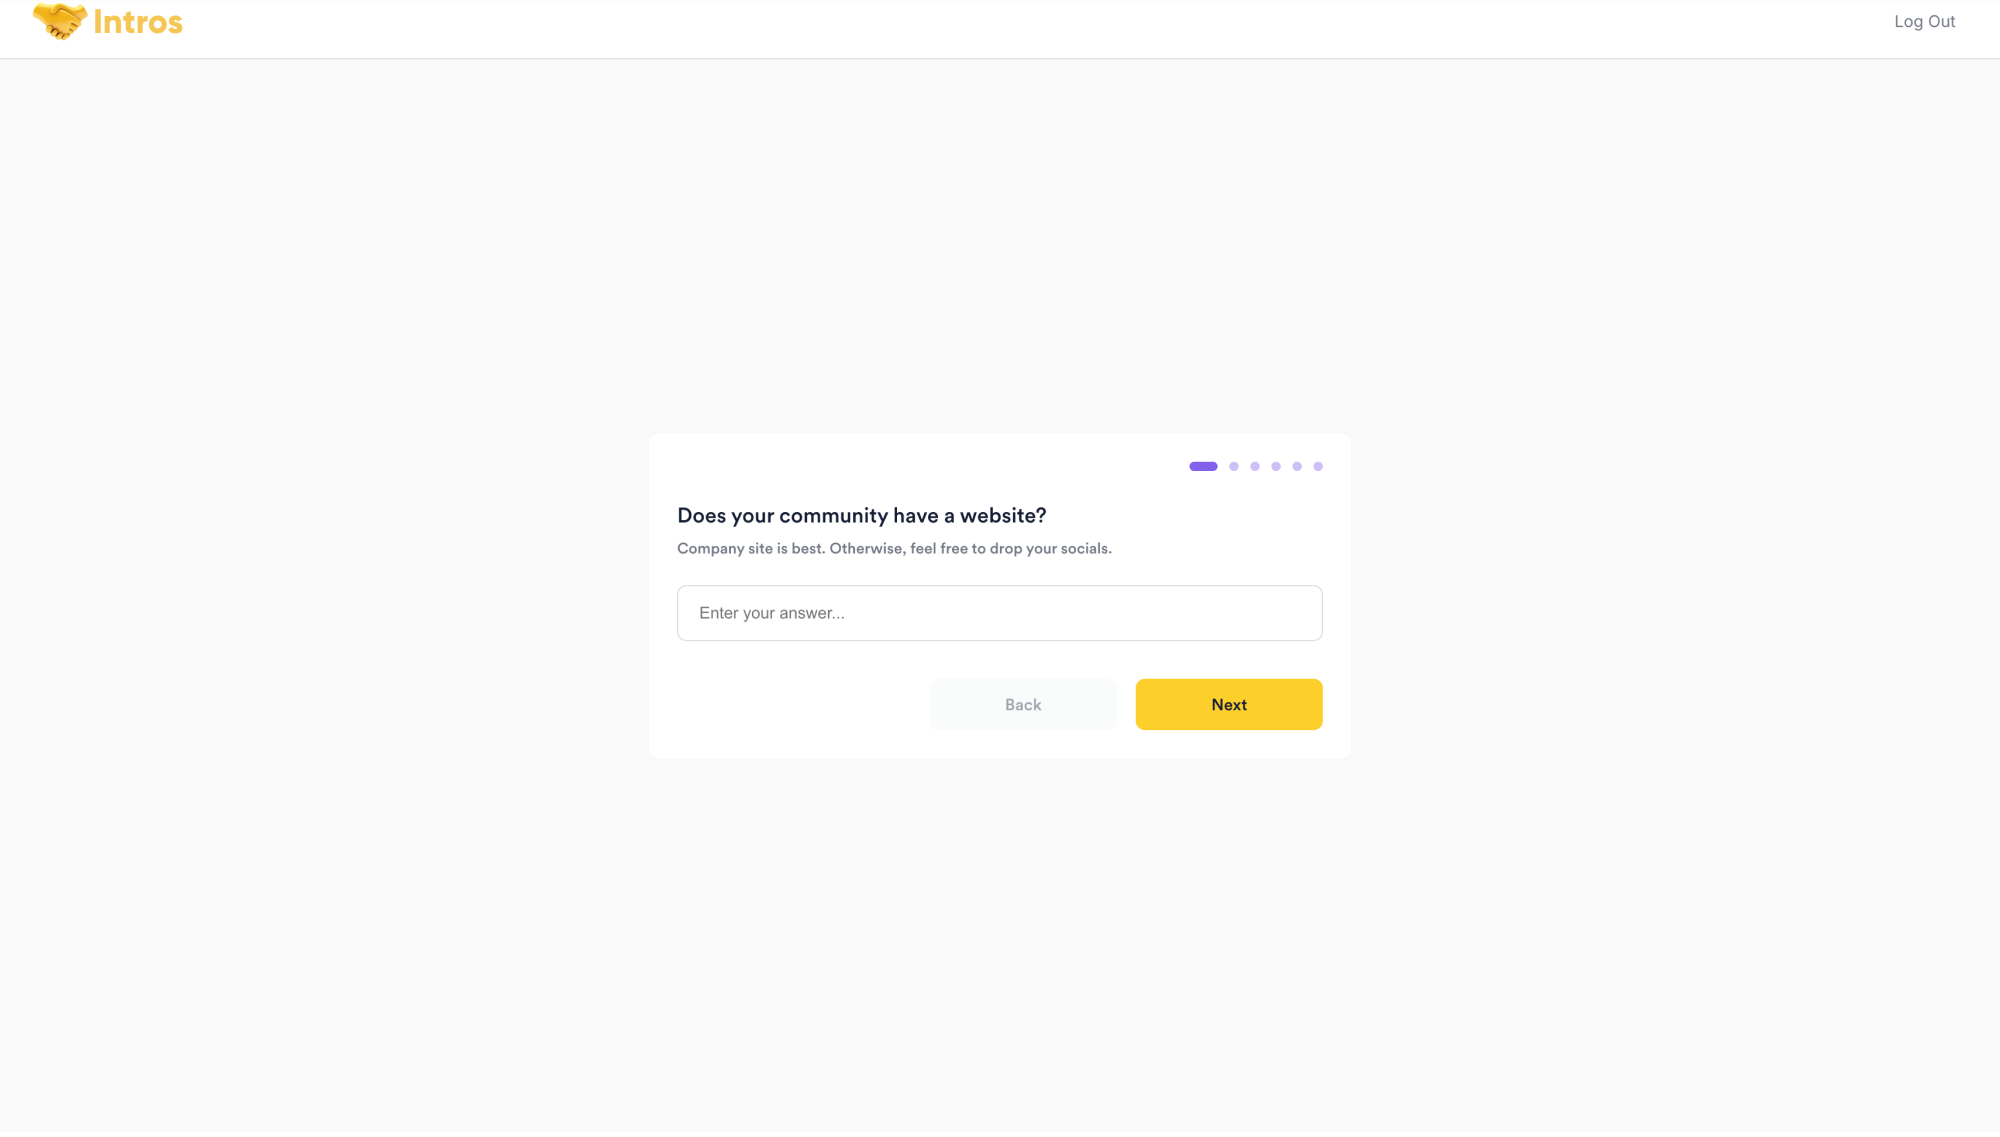 Intros
Log Out
Does your community have a website?
Company site is best. Otherwise, feel free to drop your socials.
Enter your answer...
Back
Next